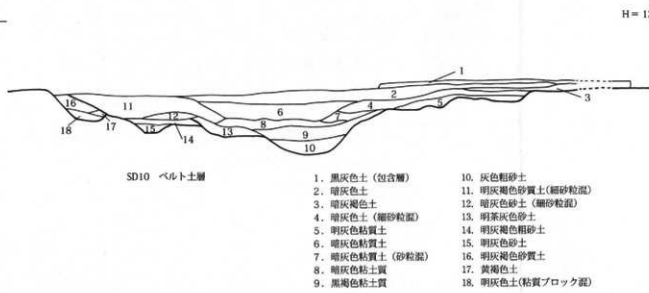 H= 13
1
2
3
16
11
6
4
7
5
18
17
12
8
15
14
13
9
10
SD10 ベルト土層
1. 黒灰色土(包含層)
2. 暗灰色土
3. 暗灰褐色土
4. 暗灰色土(細砂粒混)
5. 明灰色粘質土
6. 暗灰色粘質土
7. 暗灰色粘質土(砂粒混)
8. 暗灰色粘土質
9. 黒褐色粘土質
10. 灰色粗砂土
11. 明灰褐色砂質土(細砂粒混)
12. 暗灰色砂土(細砂粒混)
13. 明茶灰色砂土
14. 明灰褐色粗砂土
15. 明灰色砂土
16. 明灰褐色砂質土
17. 黄褐色土
18. 明灰色土(粘質ブロック混)